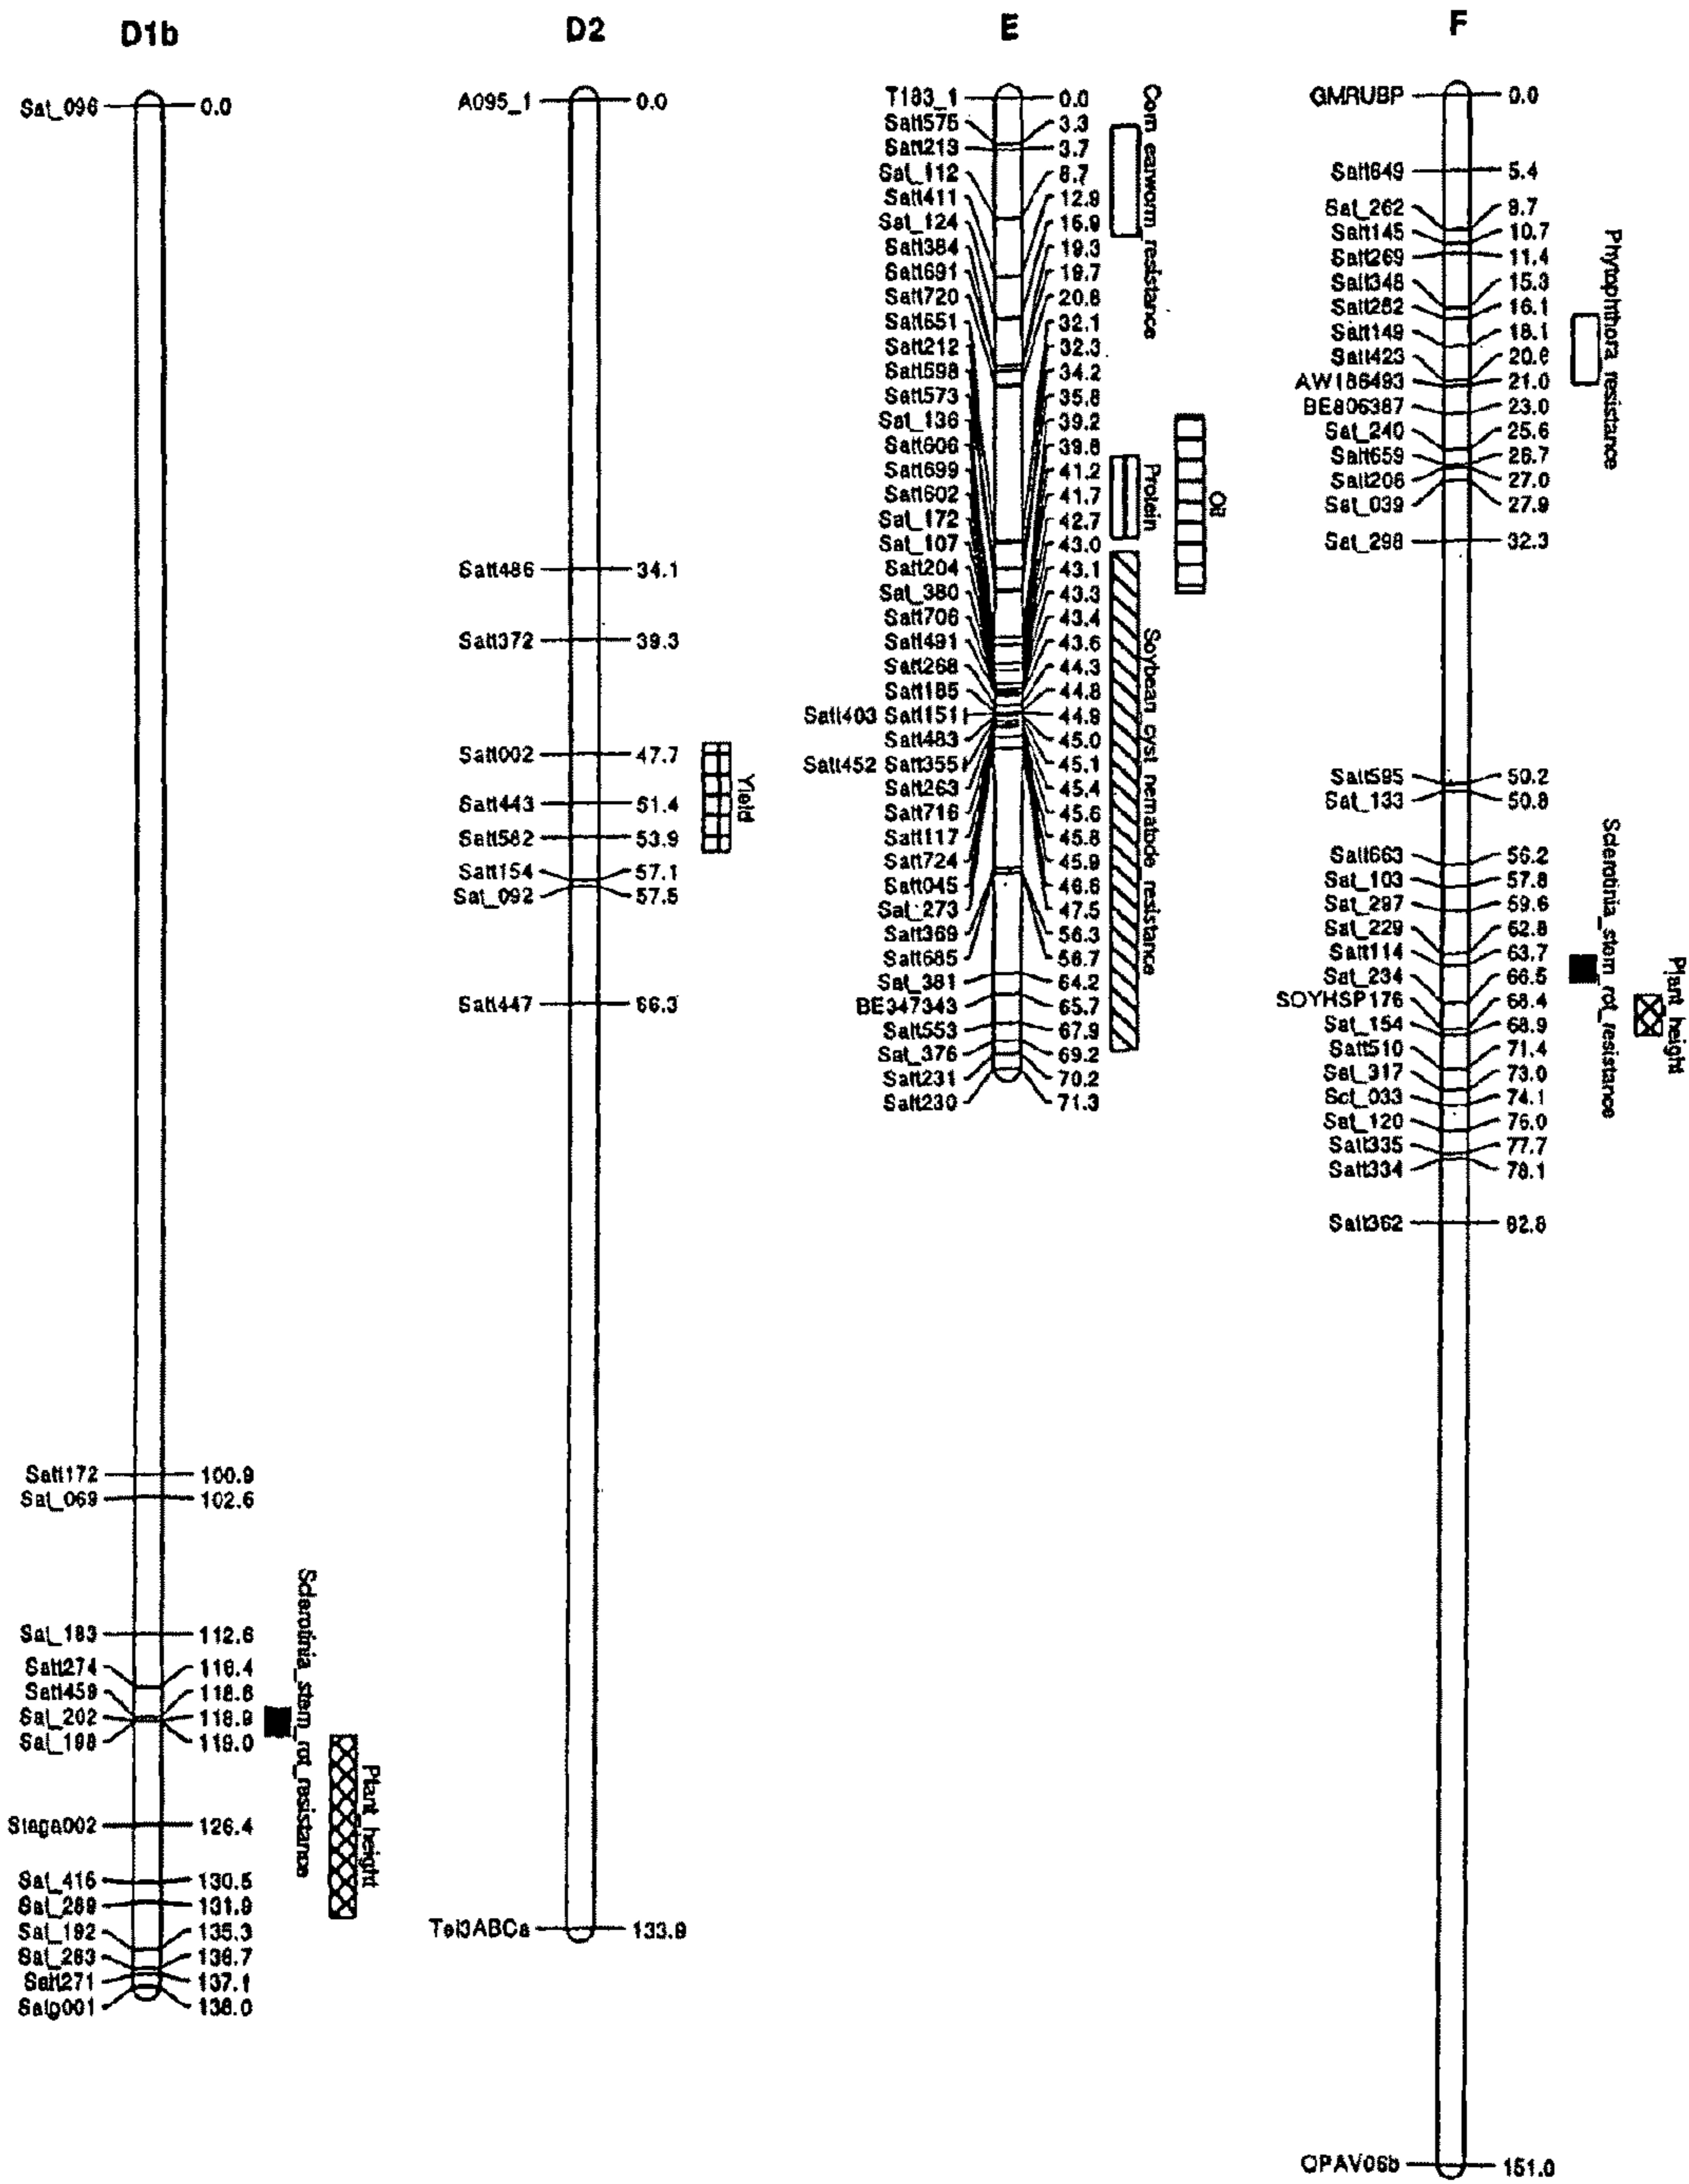 D1b
Sat_096 0.0
Satt172 100.9
Sat_069 102.6
Sat_183 112.6
Satt274 116.4
Satt459 118.6
Sat_202 118.9
Sat_198 119.0
Staga002 126.4
Sat_416 130.5
Sat_289 131.9
Sat_192 135.3
Sat_283 136.7
Satt271 137.1
Satg001 138.0
Sclerotinia_stem_rot_resistance
Plant_height
D2
A095_1 0.0
Satt486 34.1
Satt372 39.3
Satt002 47.7
Satt443 51.4
Satt582 53.9
Satt154 57.1
Sat_092 57.5
Satt447 66.3
Tel3ABCa 133.9
Yield
E
T183_1 0.0
Satt575 3.3
Satt213 3.7
Sat_112 8.7
Satt411 12.9
Sat_124 16.9
Satt384 19.3
Satt691 19.7
Satt720 20.8
Satt651 32.1
Satt212 32.3
Satt598 34.2
Satt573 35.8
Sat_136 39.2
Satt606 39.8
Satt699 41.2
Satt602 41.7
Sat_172 42.7
Sat_107 43.0
Satt204 43.1
Sat_380 43.3
Satt706 43.4
Satt491 43.6
Satt268 44.3
Satt185 44.8
Satt403 Satt151 44.9
Satt483 45.0
Satt452 Satt355 45.1
Satt263 45.4
Satt716 45.6
Satt117 45.8
Satt724 45.9
Satt045 46.6
Sat_273 47.5
Satt369 56.3
Satt685 56.7
Sat_381 64.2
BE347343 65.7
Satt553 67.9
Sat_376 69.2
Satt231 70.2
Satt230 71.3
Corn_earworm_resistance
Protein
Oil
Soybean_cyst_nematode_resistance
F
GMRUBP 0.0
Satt649 5.4
Sat_262 9.7
Satt145 10.7
Satt269 11.4
Satt348 15.3
Satt282 16.1
Satt149 18.1
Satt423 20.6
AW186493 21.0
BE806387 23.0
Sat_240 25.6
Satt659 26.7
Satt206 27.0
Sat_039 27.9
Sat_298 32.3
Satt595 50.2
Sat_133 50.8
Satt663 56.2
Sat_103 57.8
Sat_297 59.6
Sat_229 62.8
Satt114 63.7
Sat_234 66.5
SOYHSP176 68.4
Sat_154 68.9
Satt510 71.4
Sat_317 73.0
Sct_033 74.1
Sat_120 76.0
Satt335 77.7
Satt334 78.1
Satt362 82.8
OPAV06b 151.0
Phytophthora_resistance
Sclerotinia_stem_rot_resistance
Plant_height